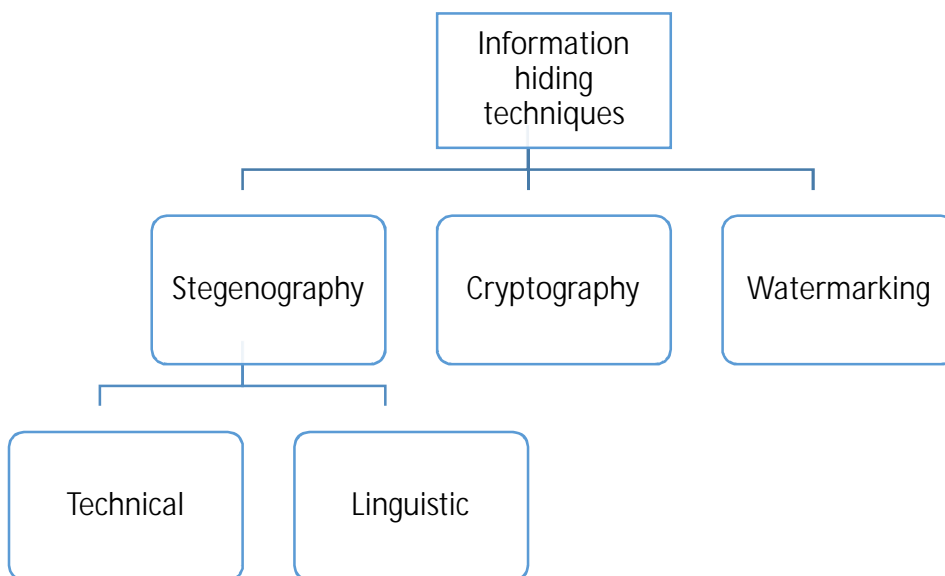 Information
hiding
techniques
Stegenography
Cryptography
Watermarking
Technical
Linguistic